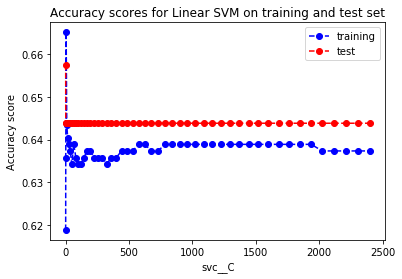 Accuracy scores for Linear SVM on training and test set
training
test
0.66
0.65
0.64
0.63
0.62
Accuracy score
0 500 1000 1500 2000 2500
svc__C